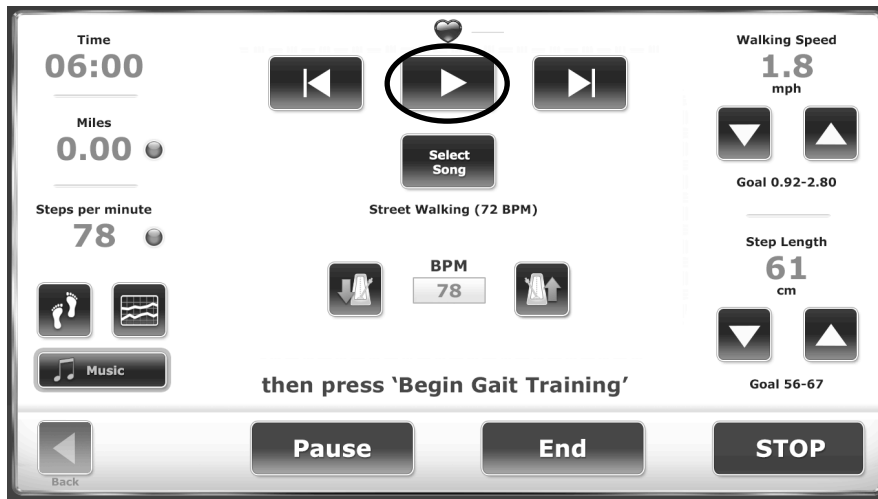 Time
06:00
Miles
0.00
Steps per minute
78
Music
Select
Song
Street Walking (72 BPM)
BPM
78
then press ‘Begin Gait Training’
Walking Speed
1.8
mph
Goal 0.92-2.80
Step Length
61
cm
Goal 56-67
Back
Pause
End
STOP